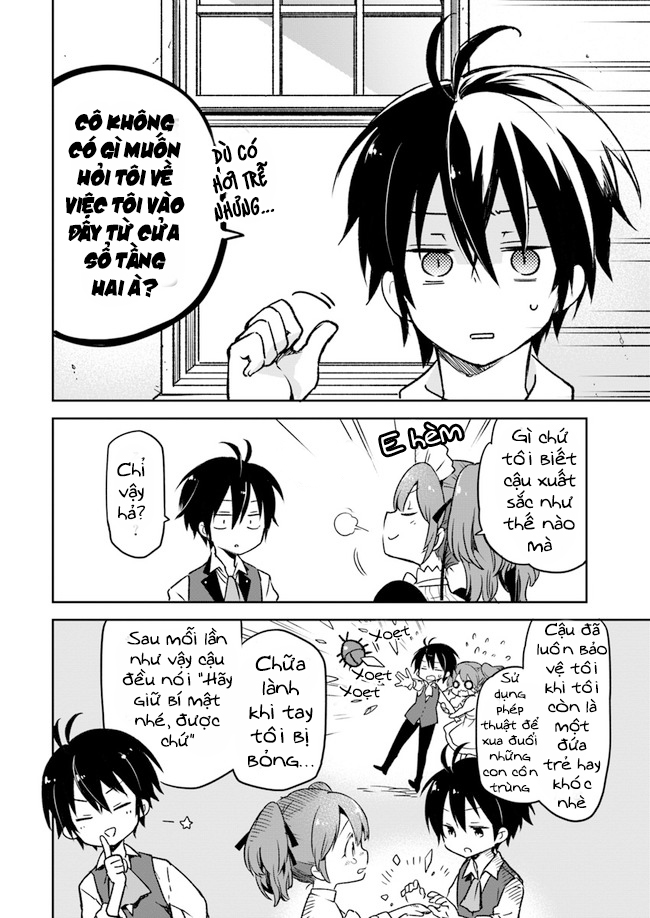 DÙ CÓ
HƠI TRỄ
NHƯNG...
CÔ KHÔNG
CÓ GÌ MUỐN
HỎI TÔI VỀ
VIỆC TÔI VÀO
ĐÂY TỪ CỬA
SỔ TẦNG
HAI À?
E hèm
Gì chứ
tôi biết
cậu xuất
sắc như
thế nào
mà
Chỉ
vậy
hả?
Cậu đã
luôn bảo
vệ tôi
khi tôi
còn là
một
đứa
trẻ hay
khóc
nhè
Sử
dụng
phép
thuật để
xua đuổi
những
con côn
trùng
Xoẹt
Xoẹt
Xoẹt
Chữa
lành
khi tay
tôi bị
bỏng...
Sau mỗi lần
như vậy cậu
đều nói "Hãy
giữ bí mật
nhé, được
chứ"